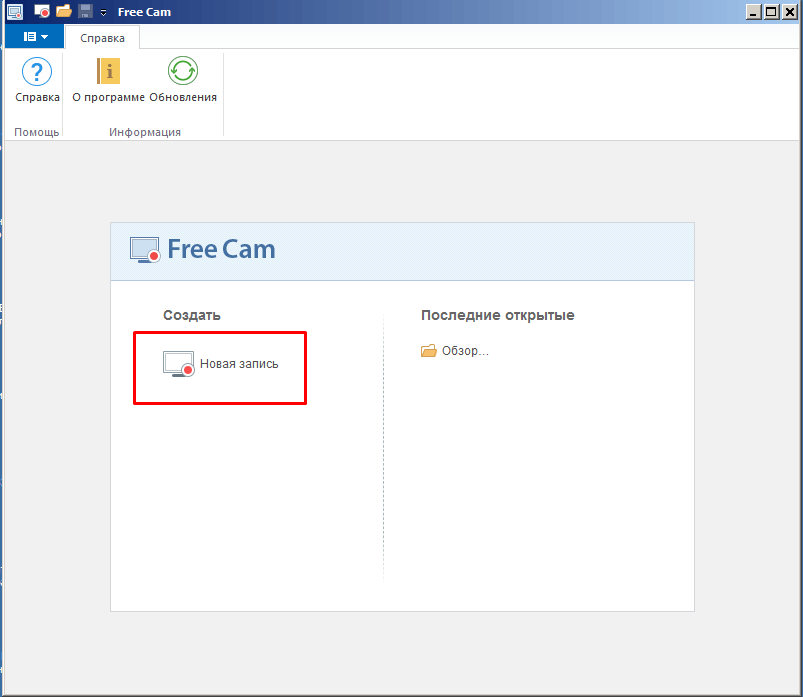 Free Cam
Справка
?
i
Справка
О программе
Обновления
Помощь
Информация
Free Cam
Создать
Новая запись
Последние открытые
Обзор...